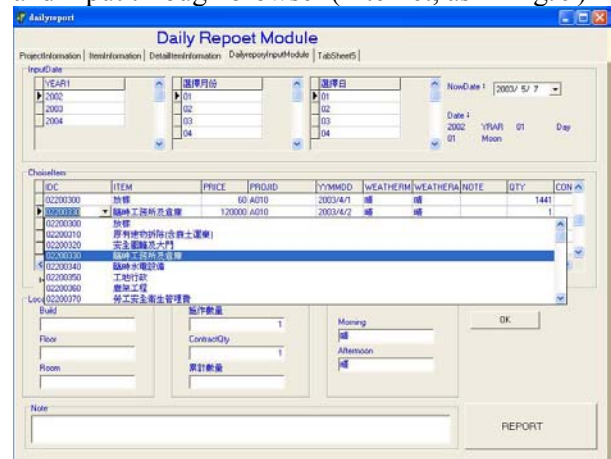 dailyreport
Daily Repoet Module
ProjectInformation ItemInformation DetailItemInformation DailyreporyInputModule TabSheet5
InputDate
YEAR1 選擇月份 選擇日
2002 01 01
2003 02 02
2004 03 03
04 04
NowDate : 2003/ 5/ 7
Date :
2002 YRAR 01 Day
01 Moon
ChoiseItem
IDC ITEM PRICE PROJID YYMMDD WEATHERM WEATHERA NOTE QTY CON
02200300 放樣 60 A010 2003/4/1 晴 晴 1441
02200330 臨時工務所及倉庫 120000 A010 2003/4/2 晴 晴 1
02200300 放樣
02200310 原有建物拆除(含廢土運棄)
02200320 安全圍籬及大門
02200330 臨時工務所及倉庫
02200340 臨時水電設備
02200350 工地行政
02200360 鷹架工程
02200370 勞工安全衛生管理費
Build 施作數量
1 Morning OK
Floor ContractQty 晴
1 Afternoon
Room 累計數量 晴
Note
REPORT